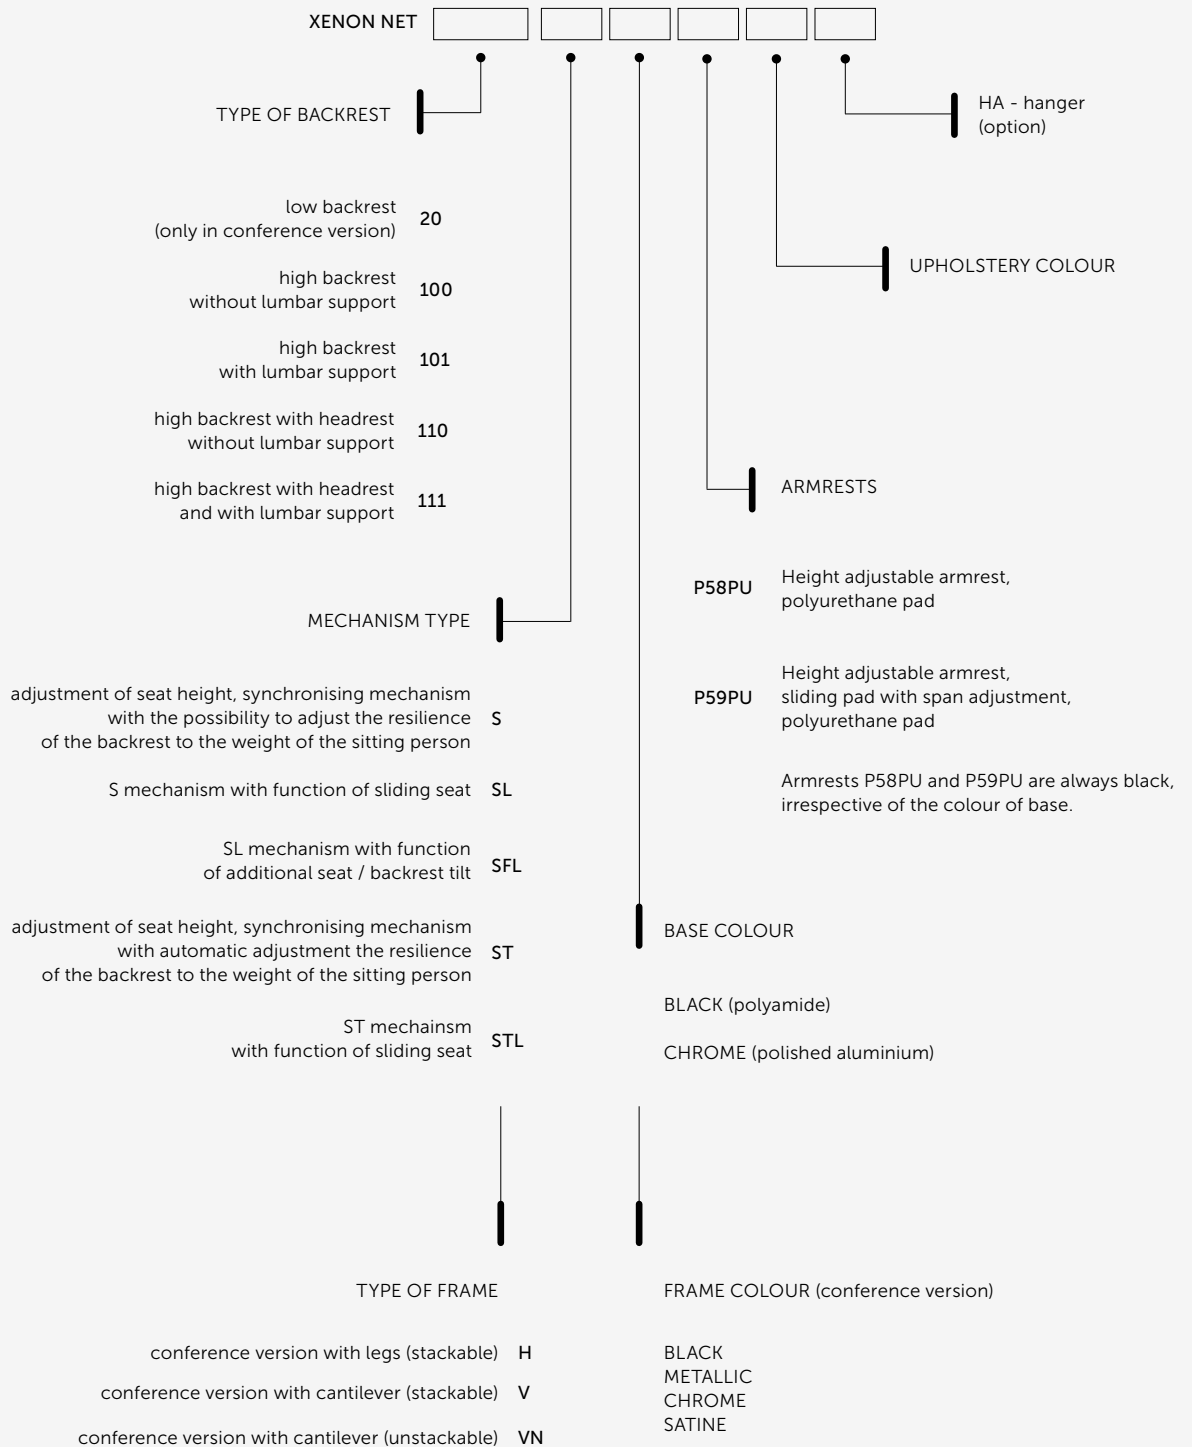 XENON NET
TYPE OF BACKREST
HA - hanger
(option)
low backrest
(only in conference version)
20
high backrest
without lumbar support
100
high backrest
with lumbar support
101
high backrest with headrest
without lumbar support
110
high backrest with headrest
and with lumbar support
111
UPHOLSTERY COLOUR
ARMRESTS
P58PU
Height adjustable armrest,
polyurethane pad
P59PU
Height adjustable armrest,
sliding pad with span adjustment,
polyurethane pad
Armrests P58PU and P59PU are always black,
irrespective of the colour of base.
MECHANISM TYPE
adjustment of seat height, synchronising mechanism
with the possibility to adjust the resilience
of the backrest to the weight of the sitting person
S
S mechanism with function of sliding seat
SL
SL mechanism with function
of additional seat / backrest tilt
SFL
adjustment of seat height, synchronising mechanism
with automatic adjustment the resilience
of the backrest to the weight of the sitting person
ST
ST mechainsm
with function of sliding seat
STL
BASE COLOUR
BLACK (polyamide)
CHROME (polished aluminium)
TYPE OF FRAME
conference version with legs (stackable)
H
conference version with cantilever (stackable)
V
conference version with cantilever (unstackable)
VN
FRAME COLOUR (conference version)
BLACK
METALLIC
CHROME
SATINE